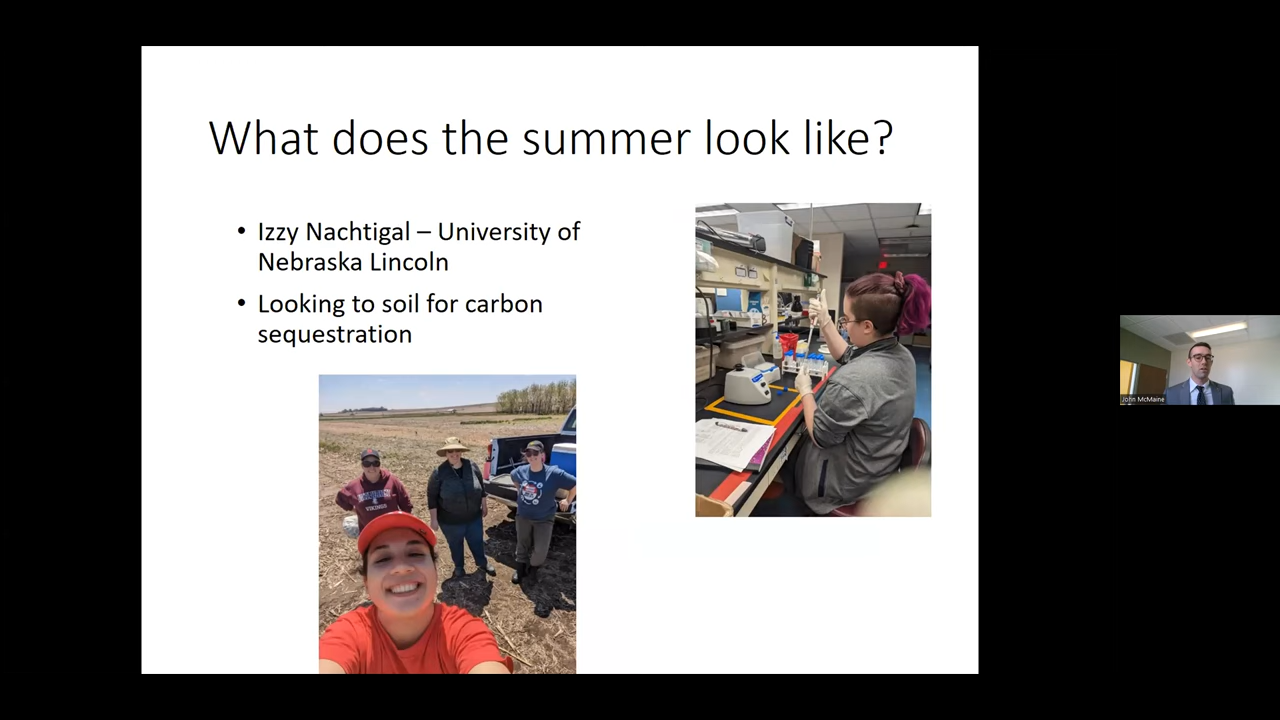 What does the summer look like?
• Izzy Nachtigal – University of
Nebraska Lincoln
• Looking to soil for carbon
sequestration
VIKINGS
John McMaine